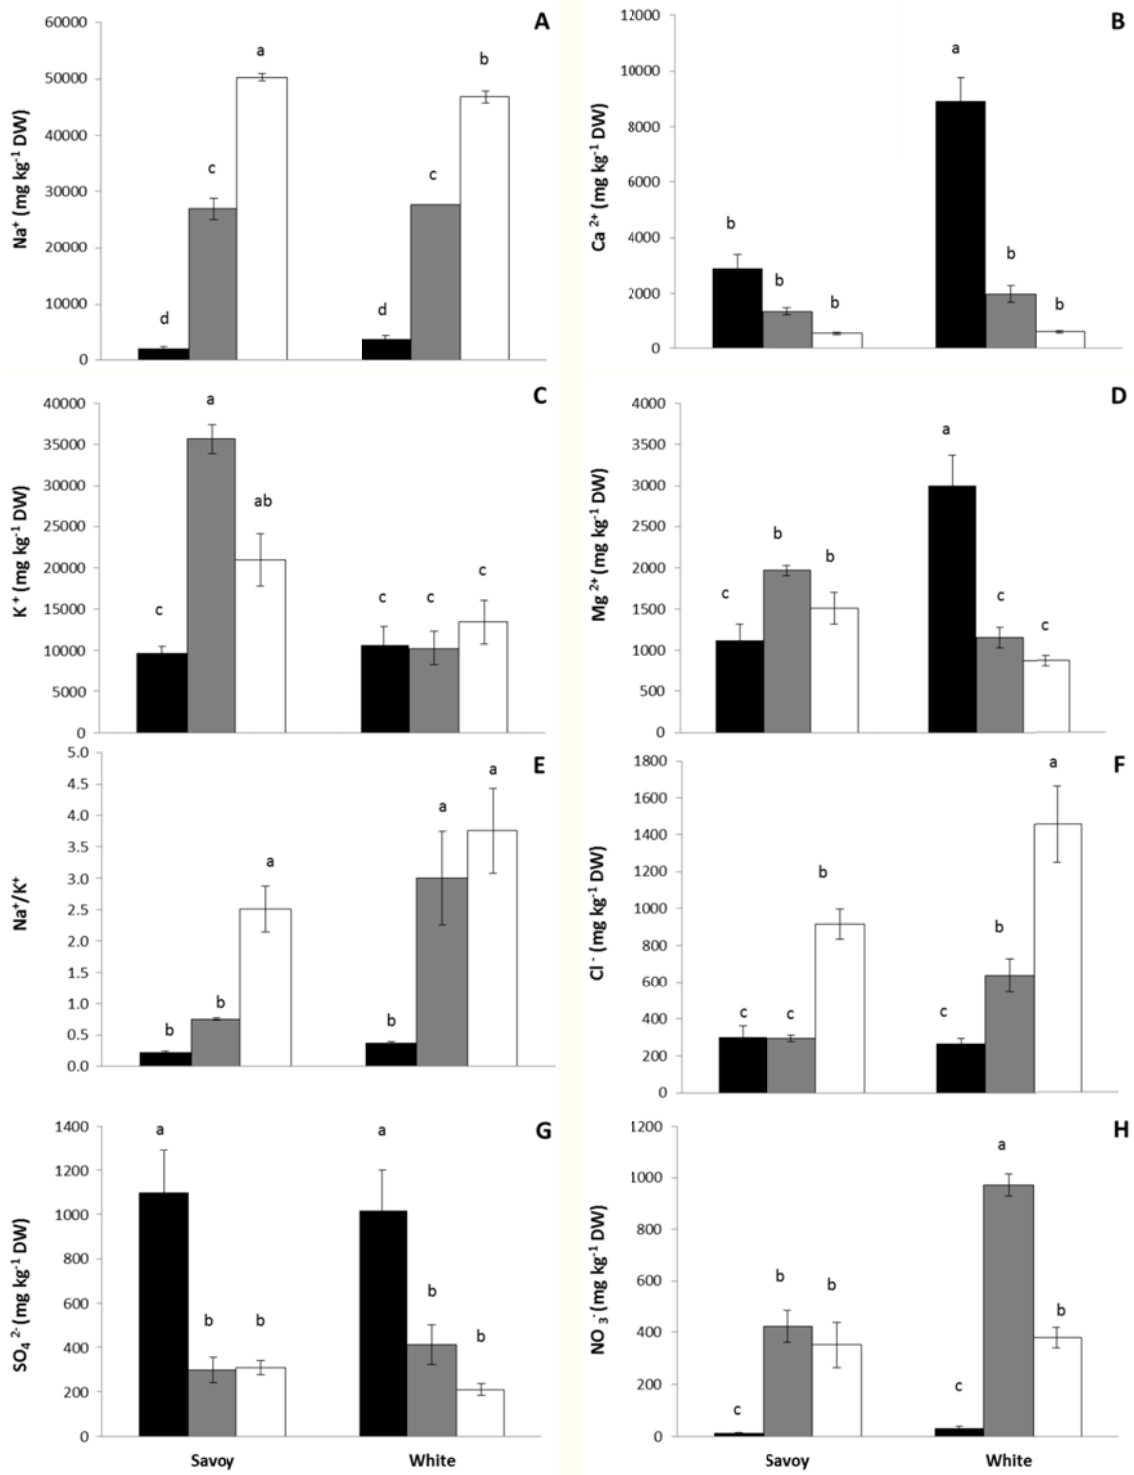 A
60000
50000
40000
30000
20000
10000
0
Na⁺ (mg kg⁻¹ DW)
d
c
a
d
c
b
B
12000
10000
8000
6000
4000
2000
0
Ca ²⁺ (mg kg⁻¹ DW)
b
b
b
a
b
b
C
40000
35000
30000
25000
20000
15000
10000
5000
0
K ⁺ (mg kg⁻¹ DW)
c
a
ab
c
c
c
D
4000
3500
3000
2500
2000
1500
1000
500
0
Mg ²⁺ (mg kg⁻¹ DW)
c
b
b
a
c
c
E
5.0
4.5
4.0
3.5
3.0
2.5
2.0
1.5
1.0
0.5
0.0
Na⁺/K⁺
b
b
a
b
a
a
F
1800
1600
1400
1200
1000
800
600
400
200
0
Cl ⁻ (mg kg⁻¹ DW)
c
c
b
c
b
a
G
1400
1200
1000
800
600
400
200
0
SO₄ ²⁻ (mg kg⁻¹ DW)
a
b
b
a
b
b
Savoy White
H
1200
1000
800
600
400
200
0
NO ₃⁻ (mg kg⁻¹ DW)
c
b
b
c
a
b
Savoy White